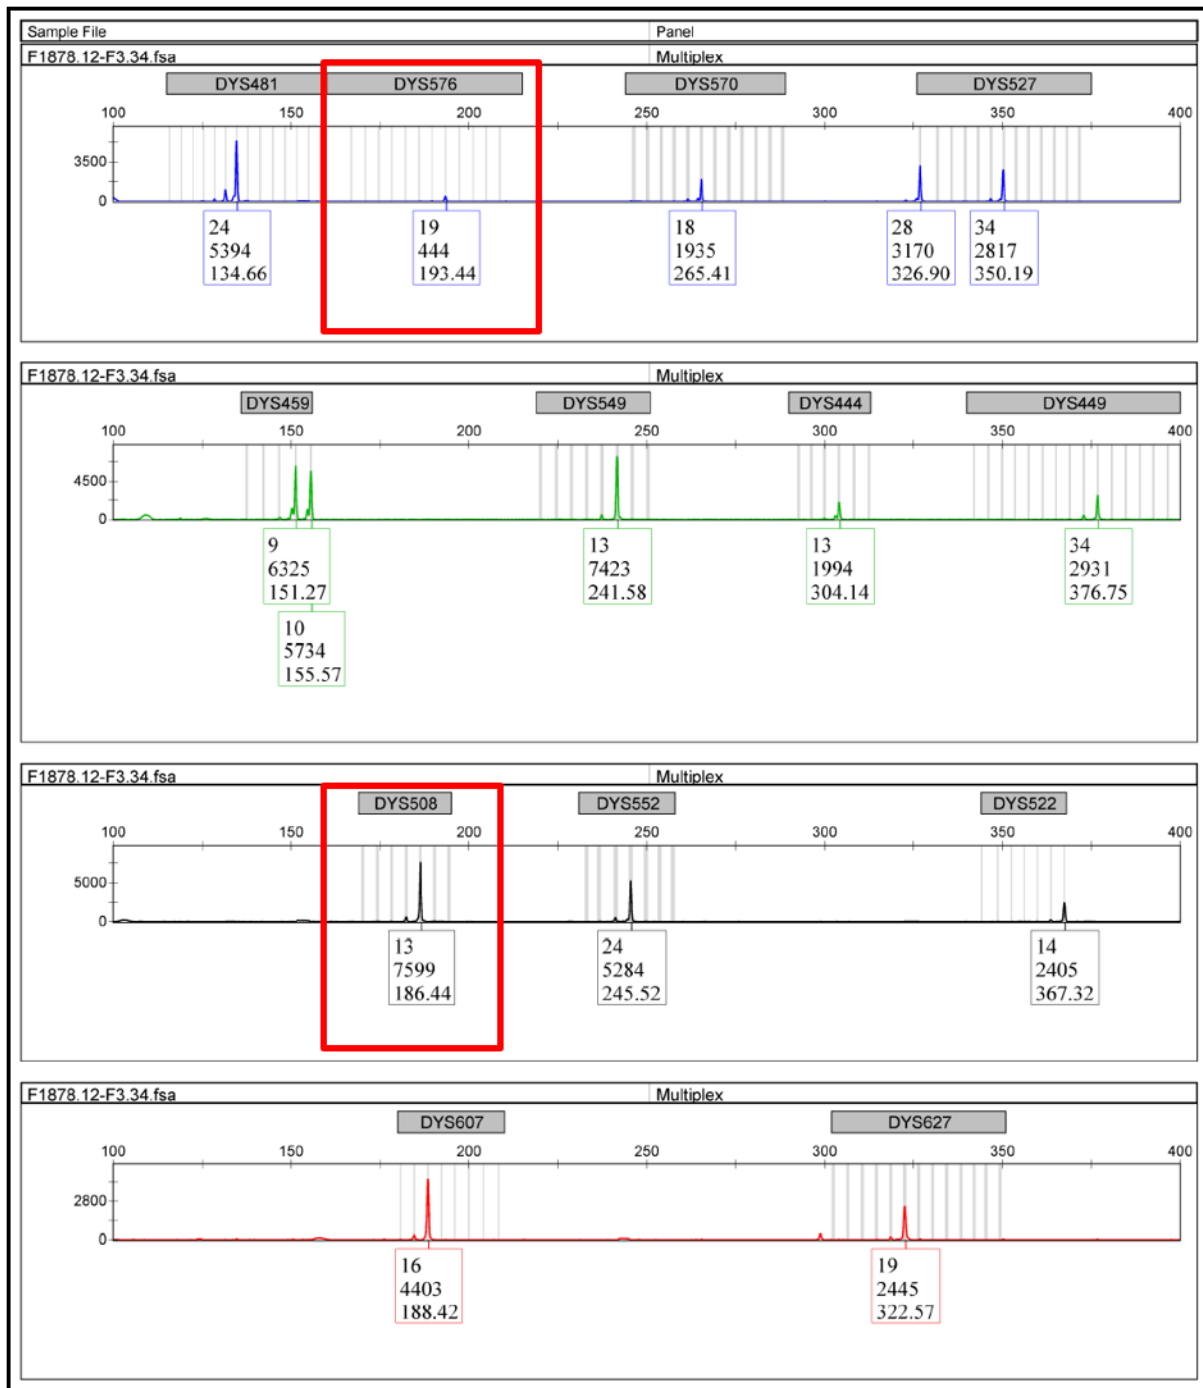 Sample File Panel
F1878.12-F3.34.fsa Multiplex
DYS481 DYS576 DYS570 DYS527
100 150 200 250 300 350 400
3500
0
24 19 18 28 34
5394 444 1935 3170 2817
134.66 193.44 265.41 326.90 350.19
F1878.12-F3.34.fsa Multiplex
DYS459 DYS549 DYS444 DYS449
100 150 200 250 300 350 400
4500
0
9 13 13 34
6325 7423 1994 2931
151.27 241.58 304.14 376.75
10
5734
155.57
F1878.12-F3.34.fsa Multiplex
DYS508 DYS552 DYS522
100 150 200 250 300 350 400
5000
0
13 24 14
7599 5284 2405
186.44 245.52 367.32
F1878.12-F3.34.fsa Multiplex
DYS607 DYS627
100 150 200 250 300 350 400
2800
0
16 19
4403 2445
188.42 322.57